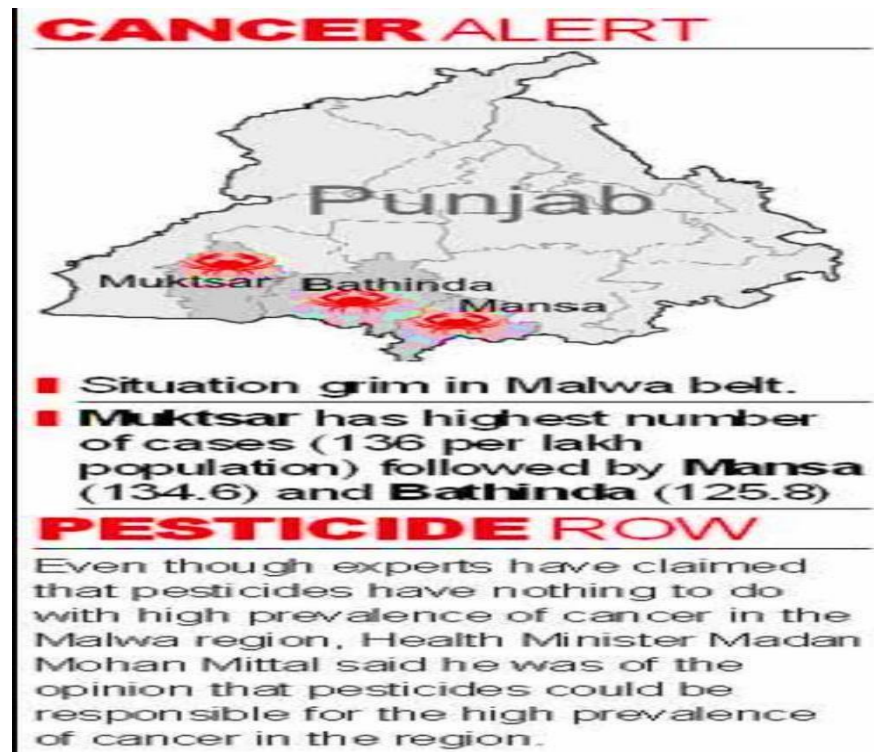 CANCER ALERT
Punjab
Muktsar
Bathinda
Mansa
Situation grim in Malwa belt.
Muktsar has highest number
of cases (136 per lakh
population) followed by Mansa
(134.6) and Bathinda (125.8)
PESTICIDE ROW
Even though experts have claimed
that pesticides have nothing to do
with high prevalence of cancer in the
Malwa region, Health Minister Madan
Mohan Mittal said he was of the
opinion that pesticides could be
responsible for the high prevalence
of cancer in the region.